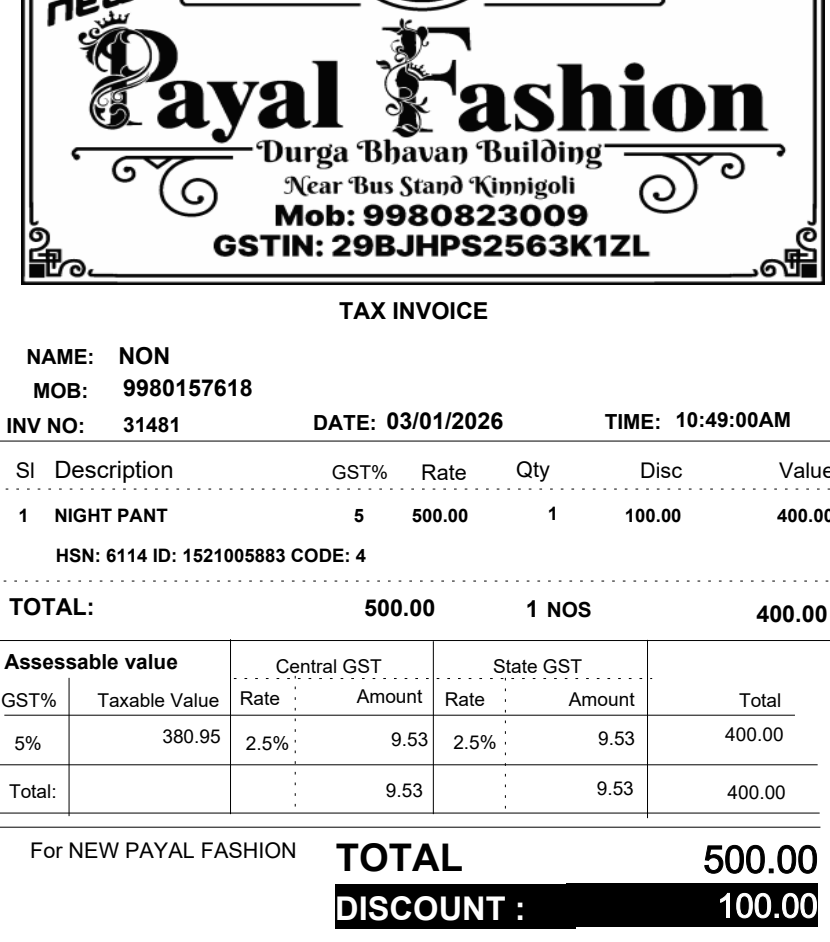 new
Payal Fashion
Durga Bhavan Building
Near Bus Stand Kinnigoli
Mob: 9980823009
GSTIN: 29BJHPS2563K1ZL
TAX INVOICE
NAME: NON
MOB: 9980157618
INV NO: 31481 DATE: 03/01/2026 TIME: 10:49:00AM
Sl Description GST% Rate Qty Disc Value
1 NIGHT PANT 5 500.00 1 100.00 400.00
HSN: 6114 ID: 1521005883 CODE: 4
TOTAL: 500.00 1 NOS 400.00
Assessable value Central GST State GST
GST% Taxable Value Rate Amount Rate Amount Total
5% 380.95 2.5% 9.53 2.5% 9.53 400.00
Total: 9.53 9.53 400.00
For NEW PAYAL FASHION TOTAL 500.00
DISCOUNT : 100.00